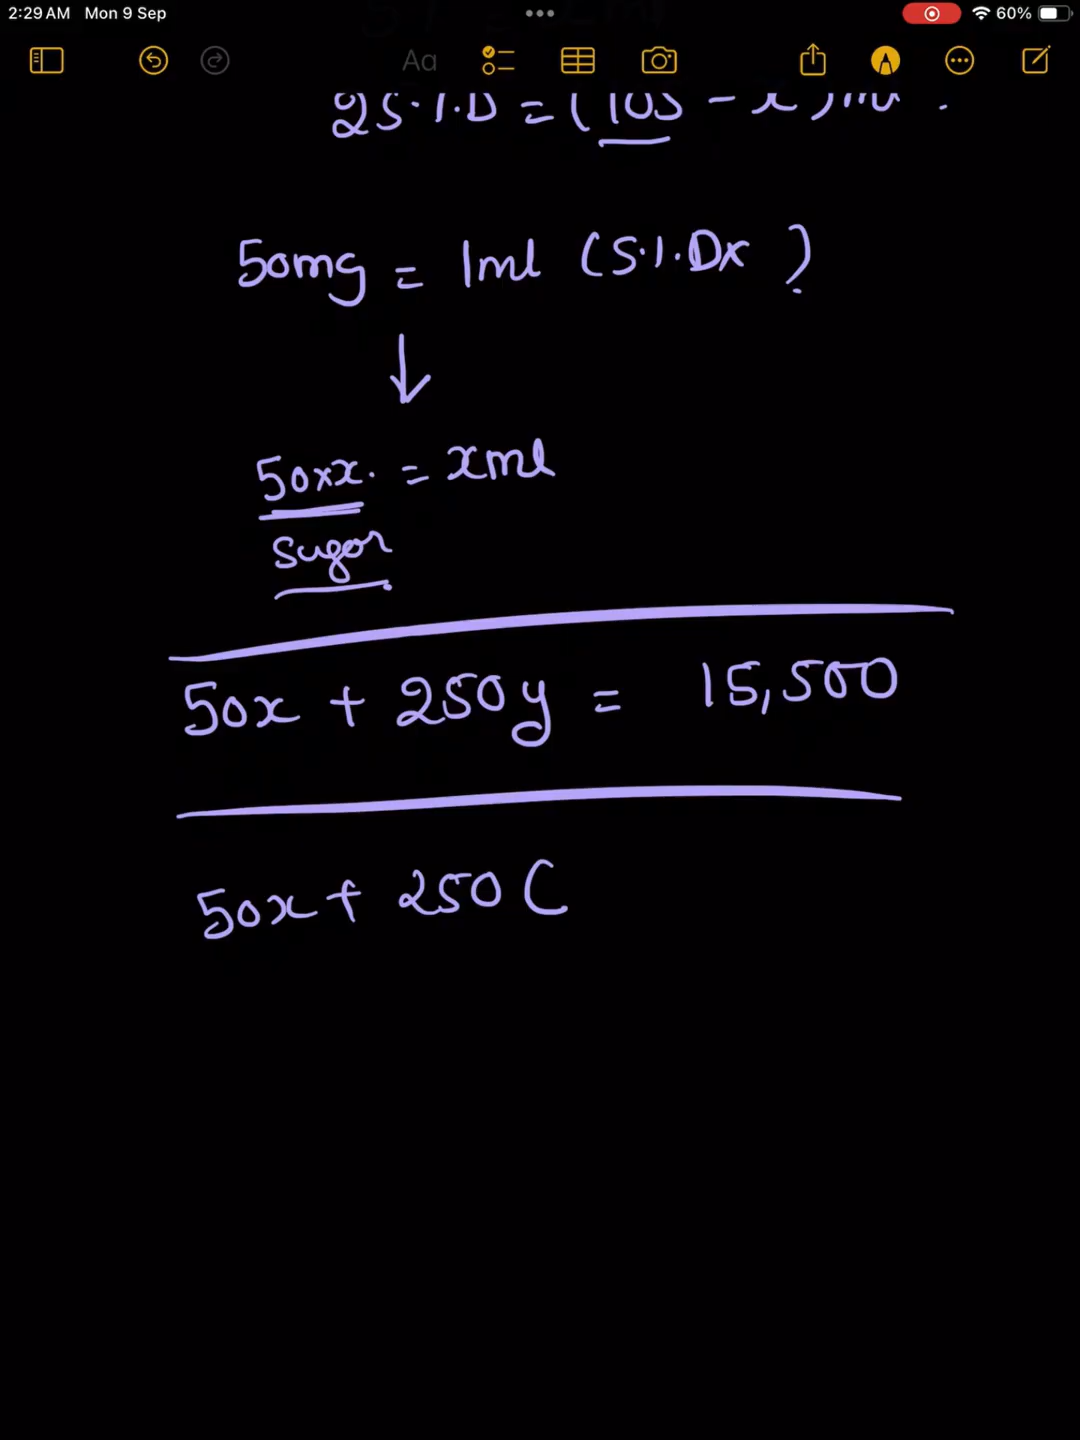 2:29 AM Mon 9 Sep
60%
Aa
25.1.D = (105 - x) ml.
50mg = 1ml (5.1.Dx ?
50xx. = xml
Sugar
50x + 250y = 15,500
50x + 250 (